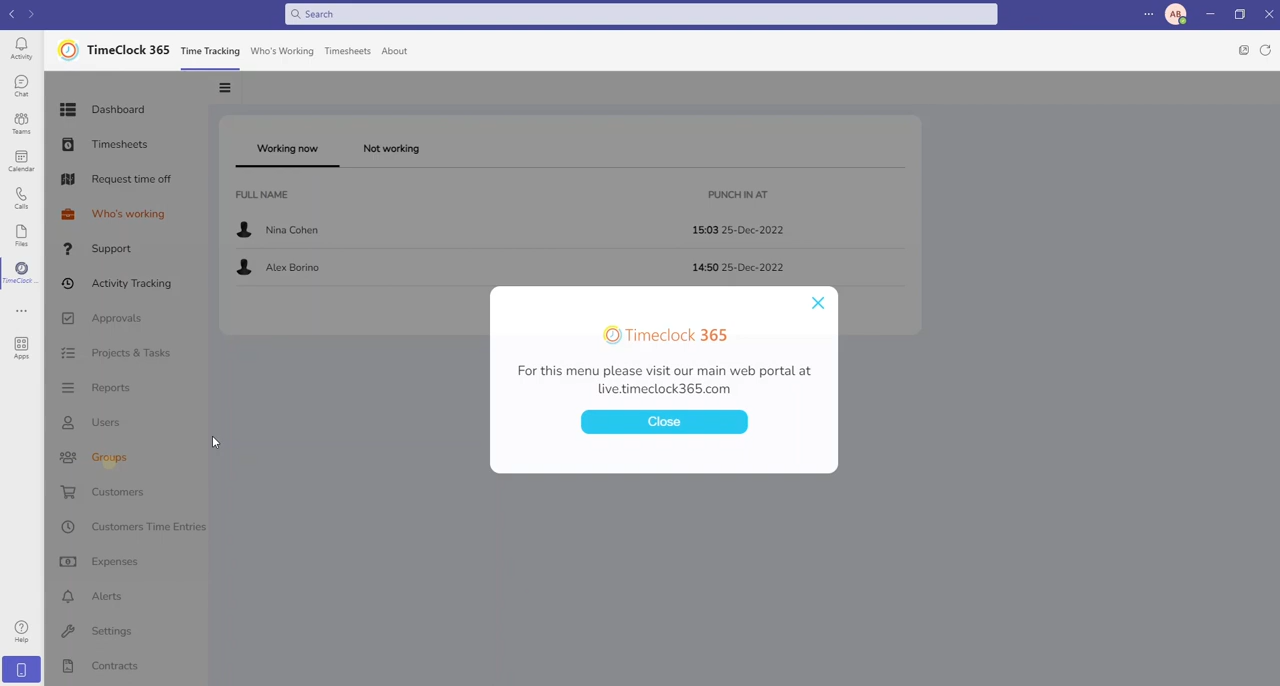 Search
AB
Activity
Chat
Teams
Calendar
Calls
Files
TimeClock ...
Apps
Help
TimeClock 365
Time Tracking
Who's Working
Timesheets
About
Dashboard
Timesheets
Request time off
Who's working
Support
Activity Tracking
Approvals
Projects & Tasks
Reports
Users
Groups
Customers
Customers Time Entries
Expenses
Alerts
Settings
Contracts
Working now
Not working
FULL NAME
PUNCH IN AT
Nina Cohen
15:03 25-Dec-2022
Alex Borino
14:50 25-Dec-2022
Timeclock 365
For this menu please visit our main web portal at
live.timeclock365.com
Close